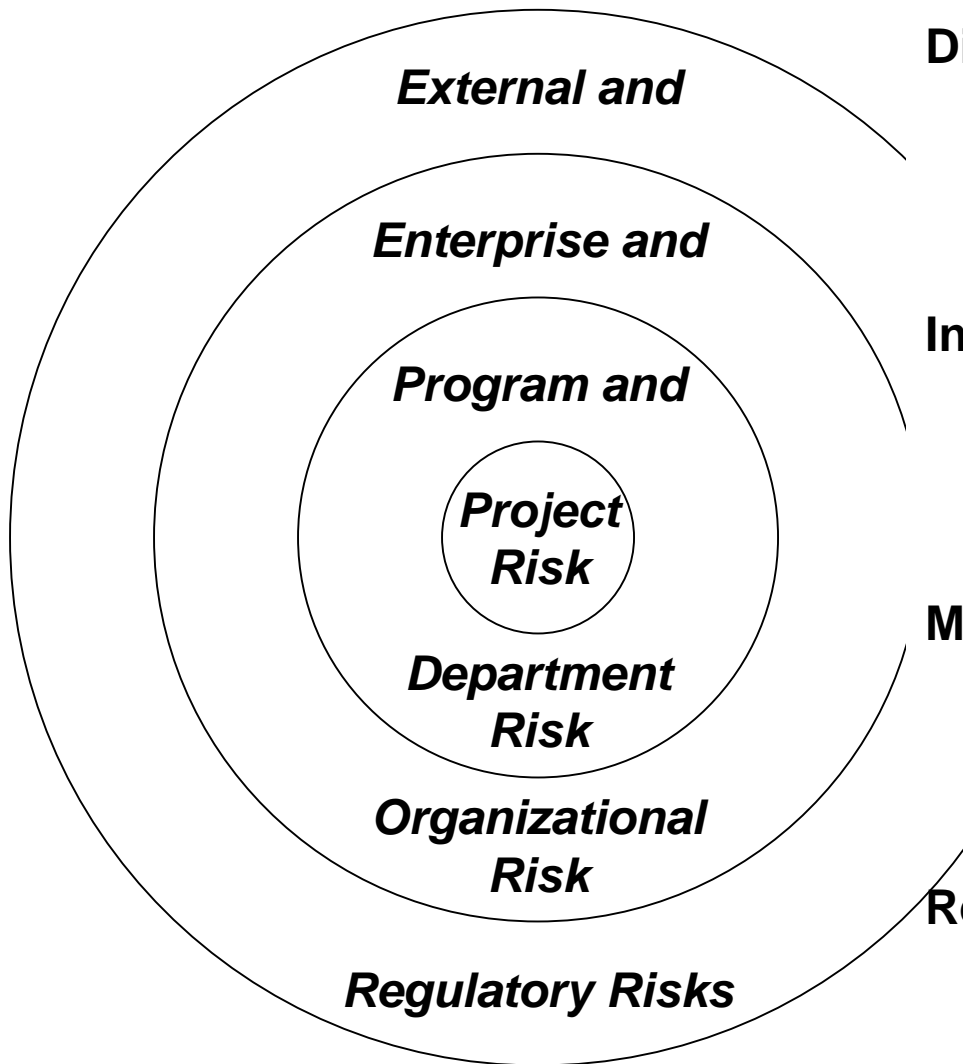 External and
Enterprise and
Program and
Project
Risk
Department
Risk
Organizational
Risk
Regulatory Risks